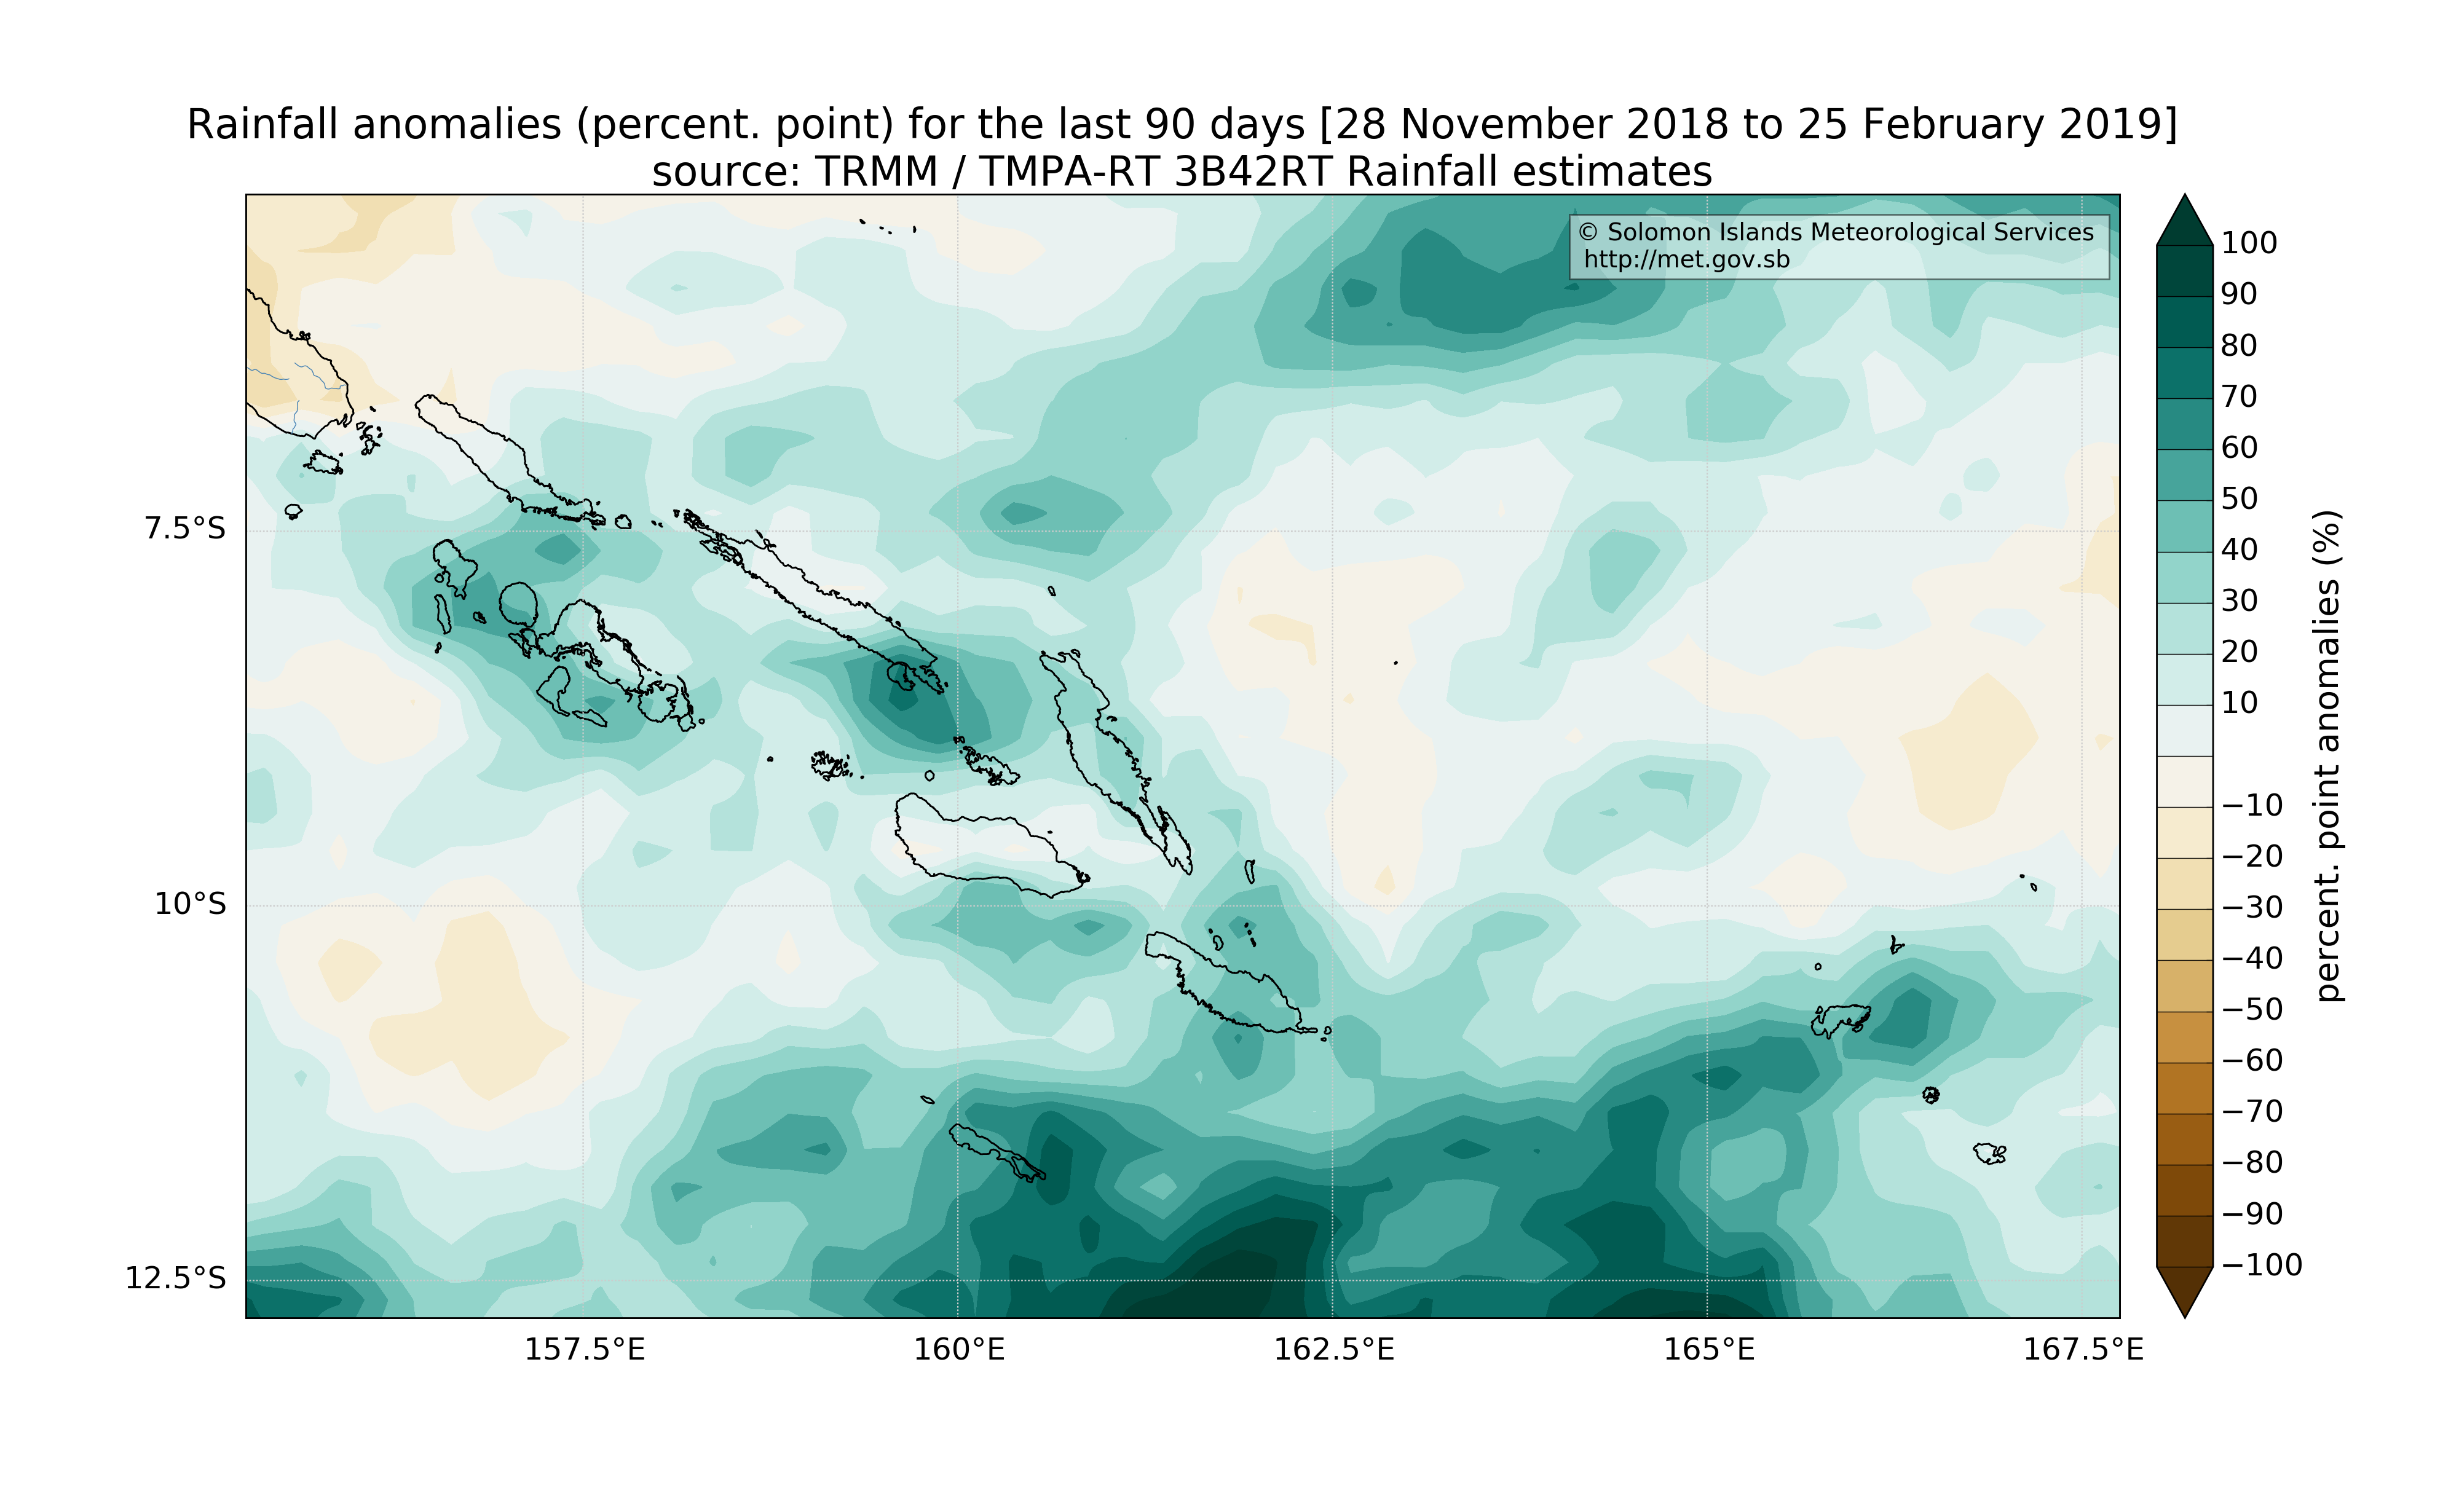 Rainfall anomalies (percent. point) for the last 90 days [28 November 2018 to 25 February 2019]
source: TRMM / TMPA-RT 3B42RT Rainfall estimates
© Solomon Islands Meteorological Services
http://met.gov.sb
7.5°S
10°S
12.5°S
157.5°E
160°E
162.5°E
165°E
167.5°E
100
90
80
70
60
50
40
30
20
10
−10
−20
−30
−40
−50
−60
−70
−80
−90
−100
percent. point anomalies (%)